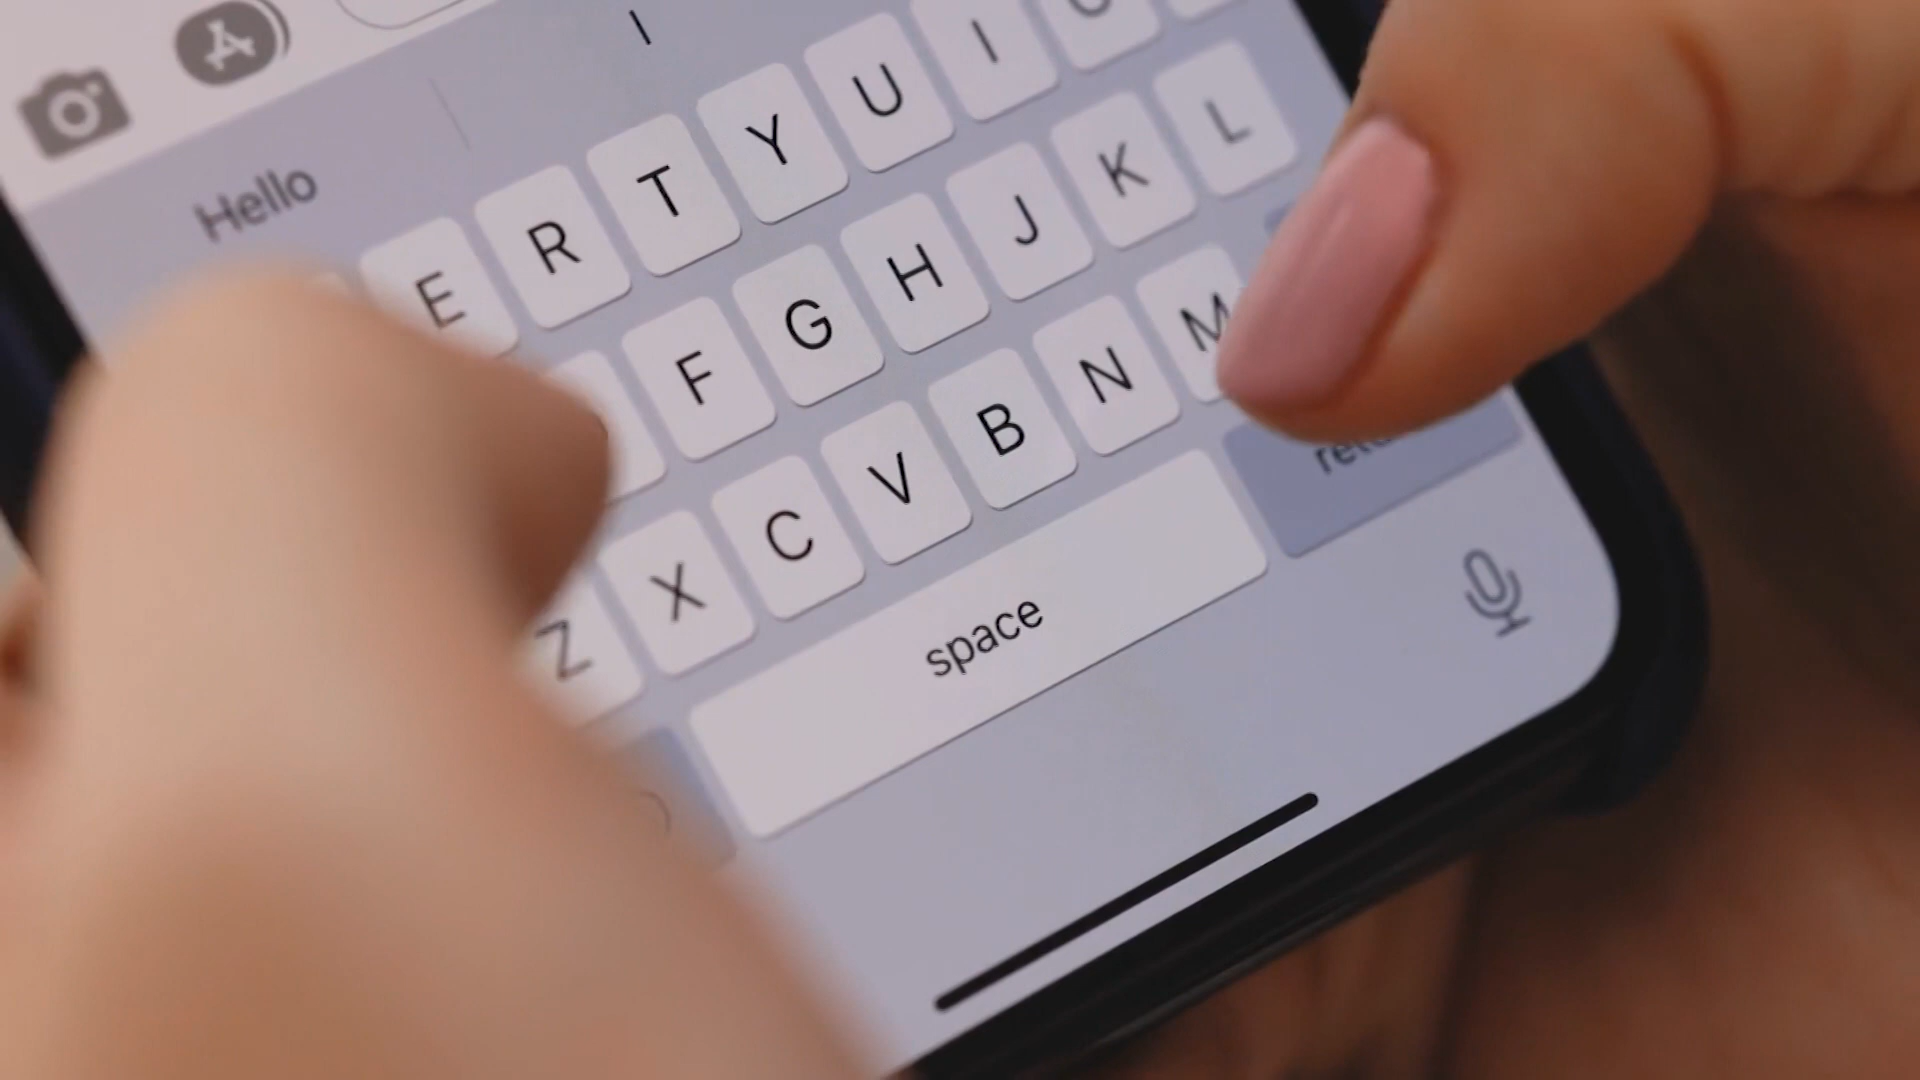 Hello I
E R T Y U I O
F G H J K L
Z X C V B N M
space